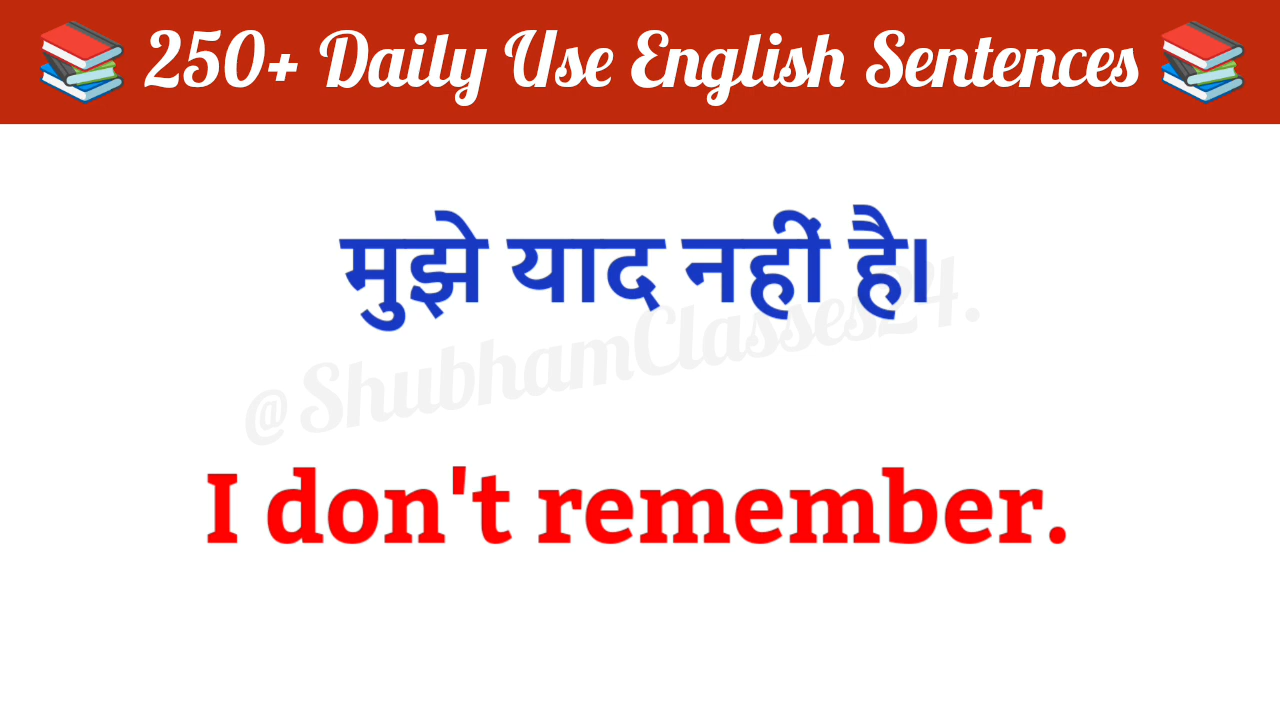 📚 250+ Daily Use English Sentences 📚
मुझे याद नहीं है।
@ShubhamClasses24.
I don't remember.